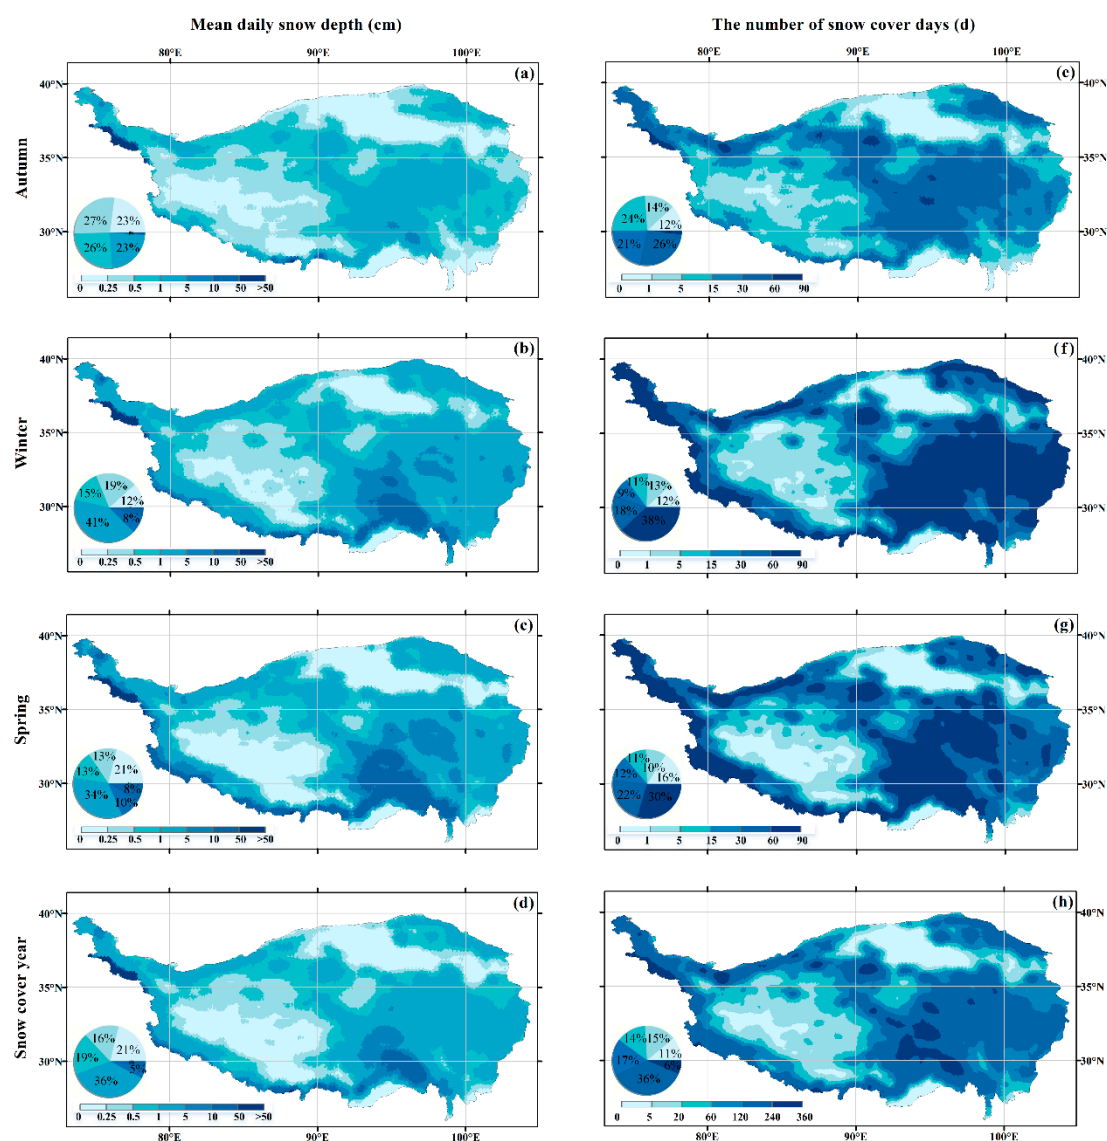 Mean daily snow depth (cm) The number of snow cover days (d)
80°E 90°E 100°E 80°E 90°E 100°E
Autumn
40°N 35°N 30°N
(a)
27% 23% 26% 23%
0 0.25 0.5 1 5 10 50 >50
40°N 35°N 30°N
(e)
14% 12% 24% 21% 26%
0 1 5 15 30 60 90
Winter
40°N 35°N 30°N
(b)
19% 12% 15% 41% 8%
0 0.25 0.5 1 5 10 50 >50
40°N 35°N 30°N
(f)
11% 13% 12% 9% 18% 38%
0 1 5 15 30 60 90
Spring
40°N 35°N 30°N
(c)
13% 21% 13% 34% 8% 10%
0 0.25 0.5 1 5 10 50 >50
40°N 35°N 30°N
(g)
11% 10% 16% 12% 22% 30%
0 1 5 15 30 60 90
Snow cover year
40°N 35°N 30°N
(d)
16% 21% 19% 36% 5%
0 0.25 0.5 1 5 10 50 >50
40°N 35°N 30°N
(h)
14% 15% 11% 17% 6% 36%
0 5 20 60 120 240 360
80°E 90°E 100°E 80°E 90°E 100°E